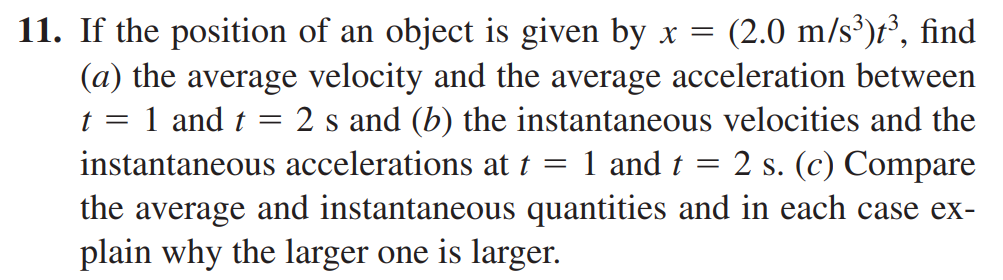 11. If the position of an object is given by x = (2.0 m/s³)t³, find
(a) the average velocity and the average acceleration between
t = 1 and t = 2 s and (b) the instantaneous velocities and the
instantaneous accelerations at t = 1 and t = 2 s. (c) Compare
the average and instantaneous quantities and in each case ex-
plain why the larger one is larger.